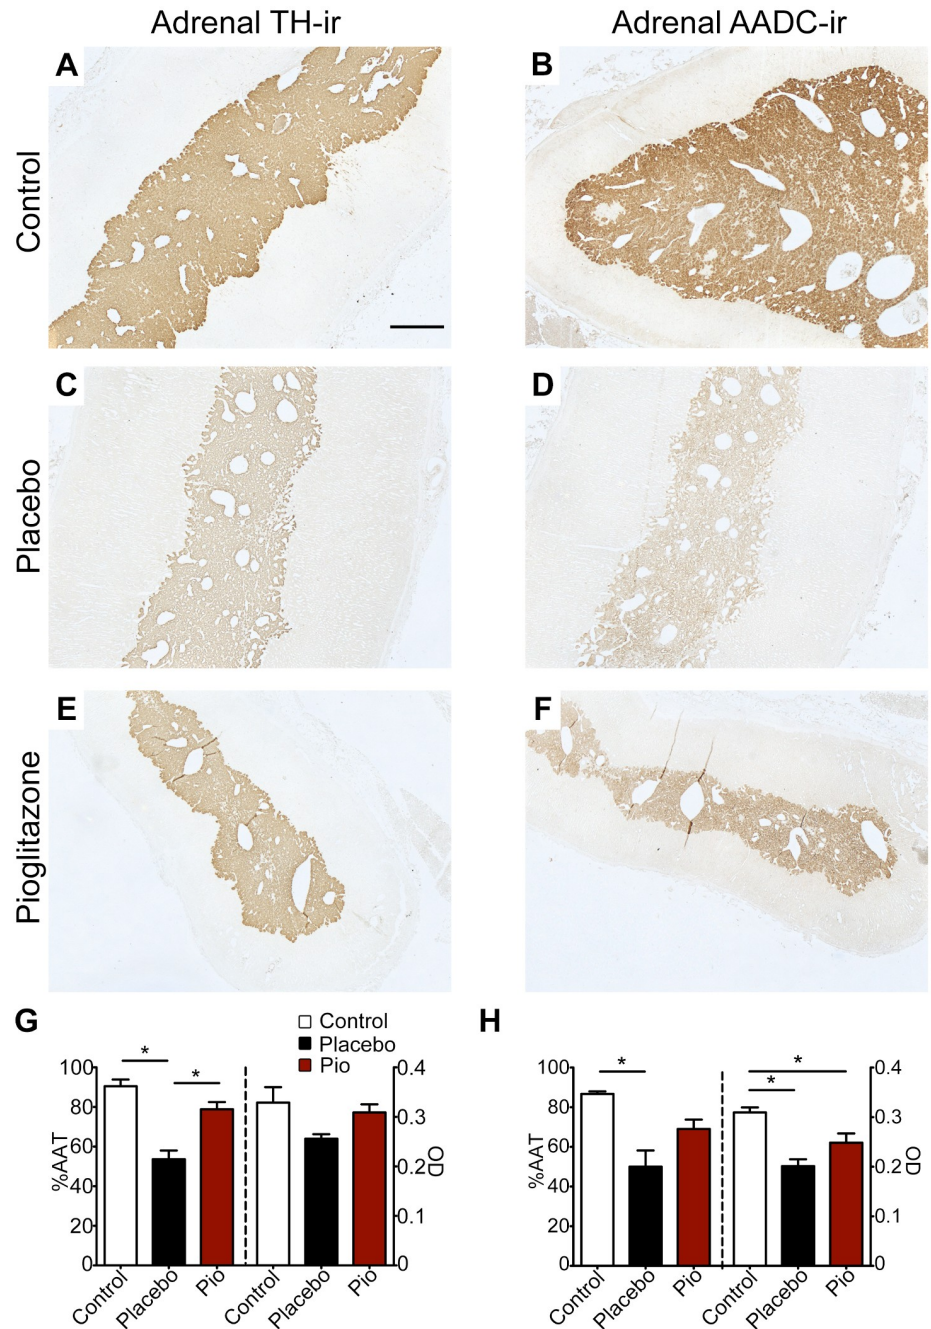 Adrenal TH-ir
Adrenal AADC-ir
Control
A
B
Placebo
C
D
Pioglitazone
E
F
G
Control
Placebo
Pio
*
*
%AAT
100
80
60
40
20
0
OD
0.4
0.3
0.2
0.1
0
Control
Placebo
Pio
Control
Placebo
Pio
H
*
*
*
%AAT
100
80
60
40
20
0
OD
0.4
0.3
0.2
0.1
0
Control
Placebo
Pio
Control
Placebo
Pio